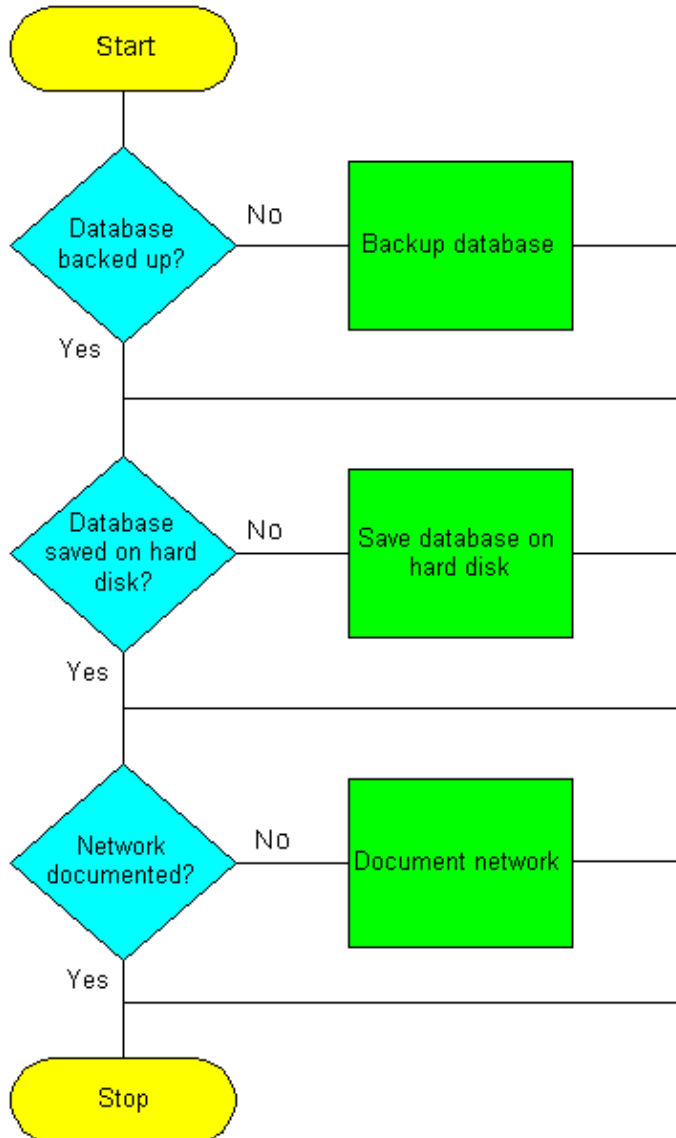 Start
Database
backed up?
No
Backup database
Yes
Database
saved on hard
disk?
No
Save database on
hard disk
Yes
Network
documented?
No
Document network
Yes
Stop